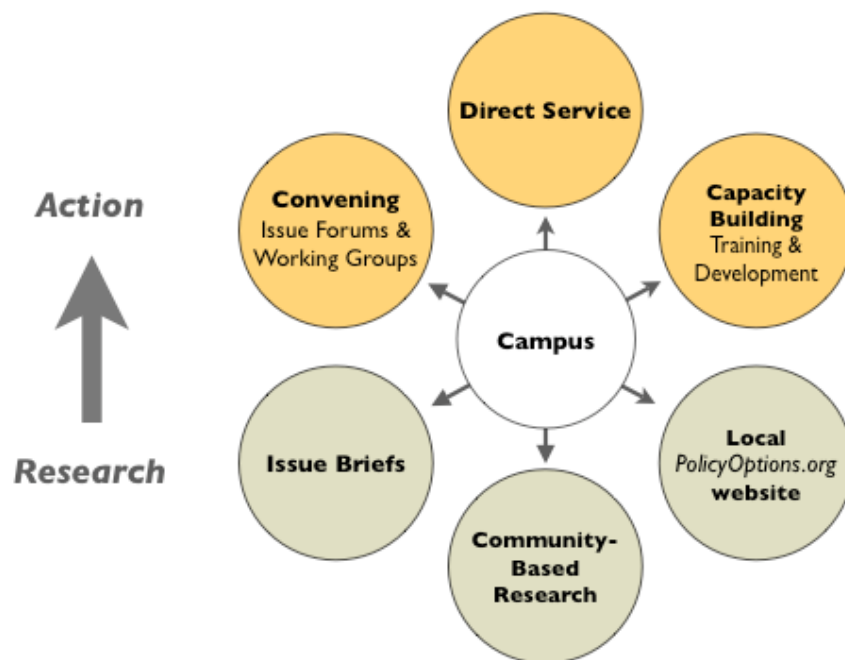 Direct Service
Action
Convening
Issue Forums &
Working Groups
Capacity
Building
Training &
Development
Campus
Research
Issue Briefs
Local
PolicyOptions.org
website
Community-
Based
Research